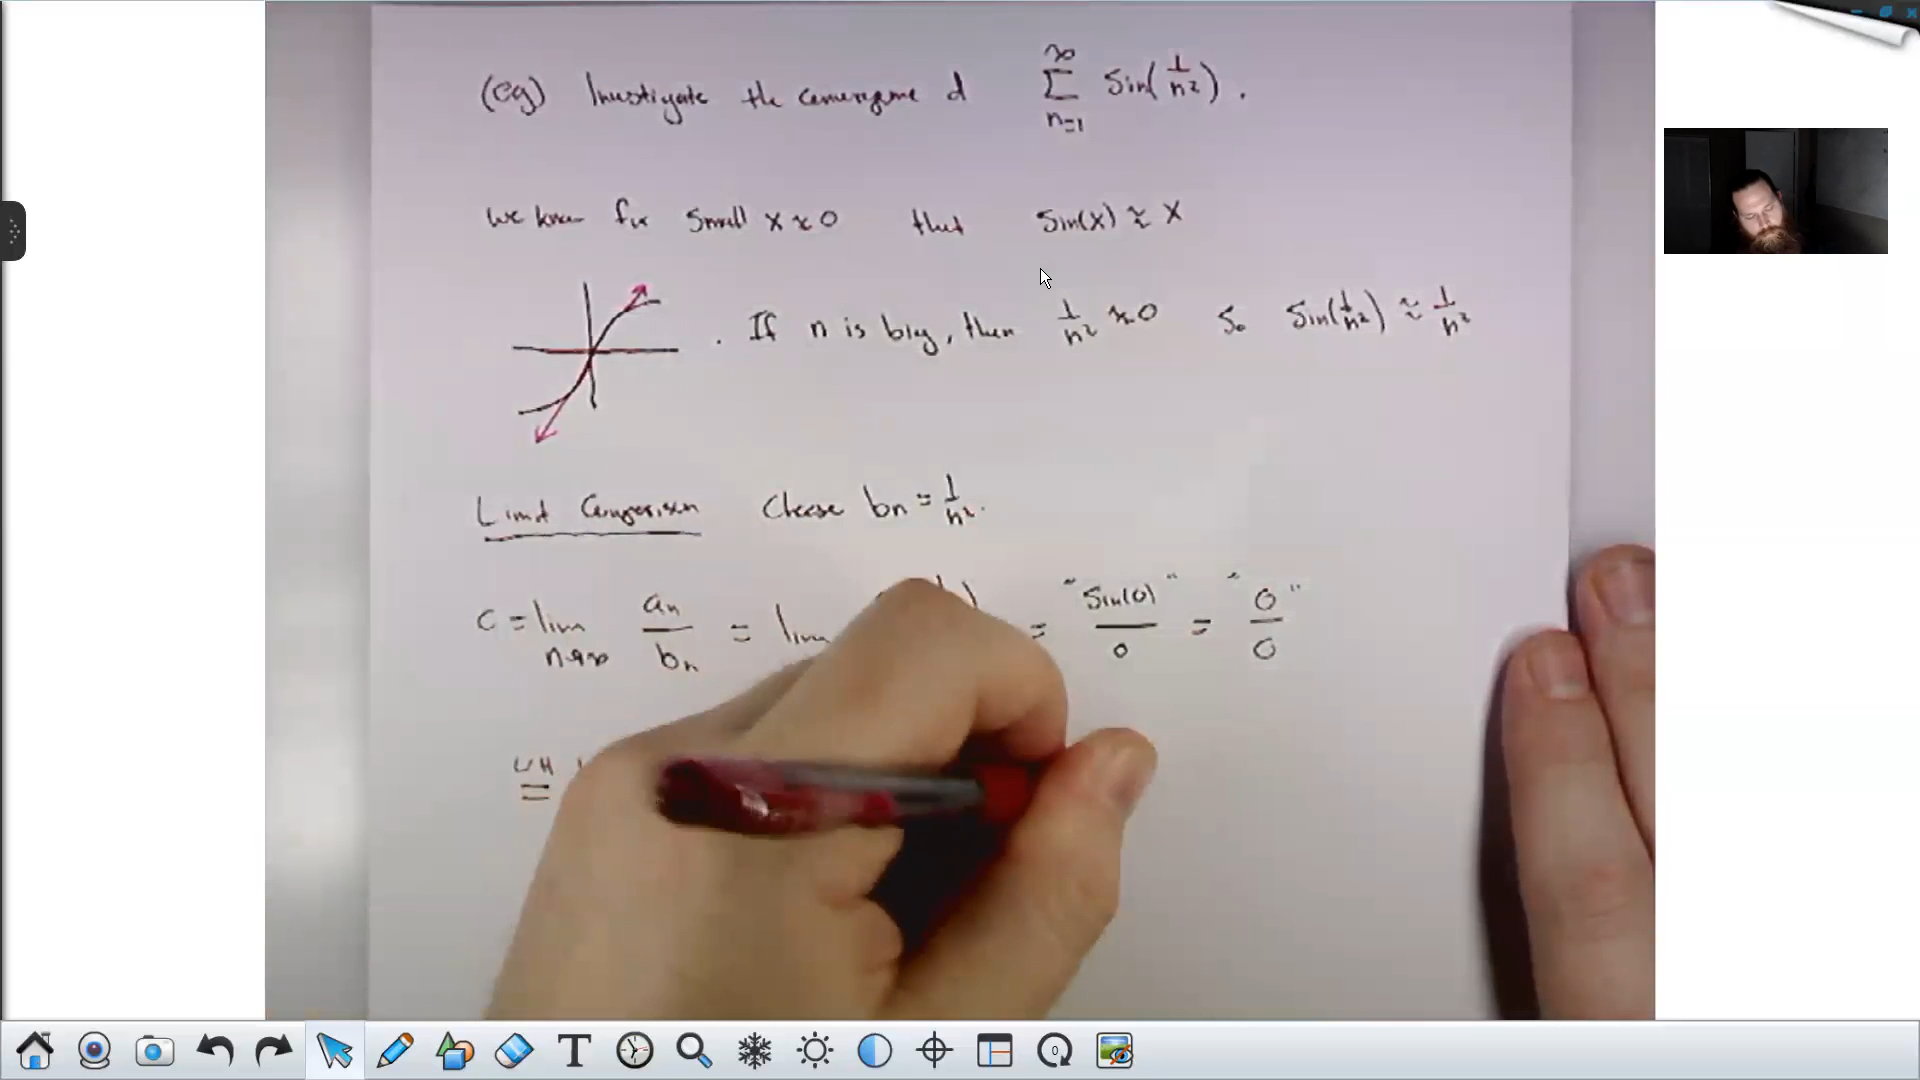 (eg) Investigate the convergence of ∑_{n=1}^{∞} sin(1/n²).
We know for small x ≈ 0 that sin(x) ≈ x
. If n is big, then 1/n² ≈ 0 So sin(1/n²) ≈ 1/n²
Limit Comparison Choose bn = 1/n².
C = lim n→∞ an/bn = lim = "sin(0)"/0 = "0"/0
L'H =
T
0